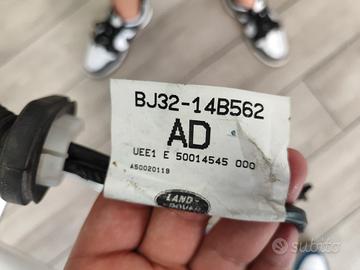 BJ32-14B562
AD
UEE1 E 50014545 000
A50020119
LAND-
ROVER
subito